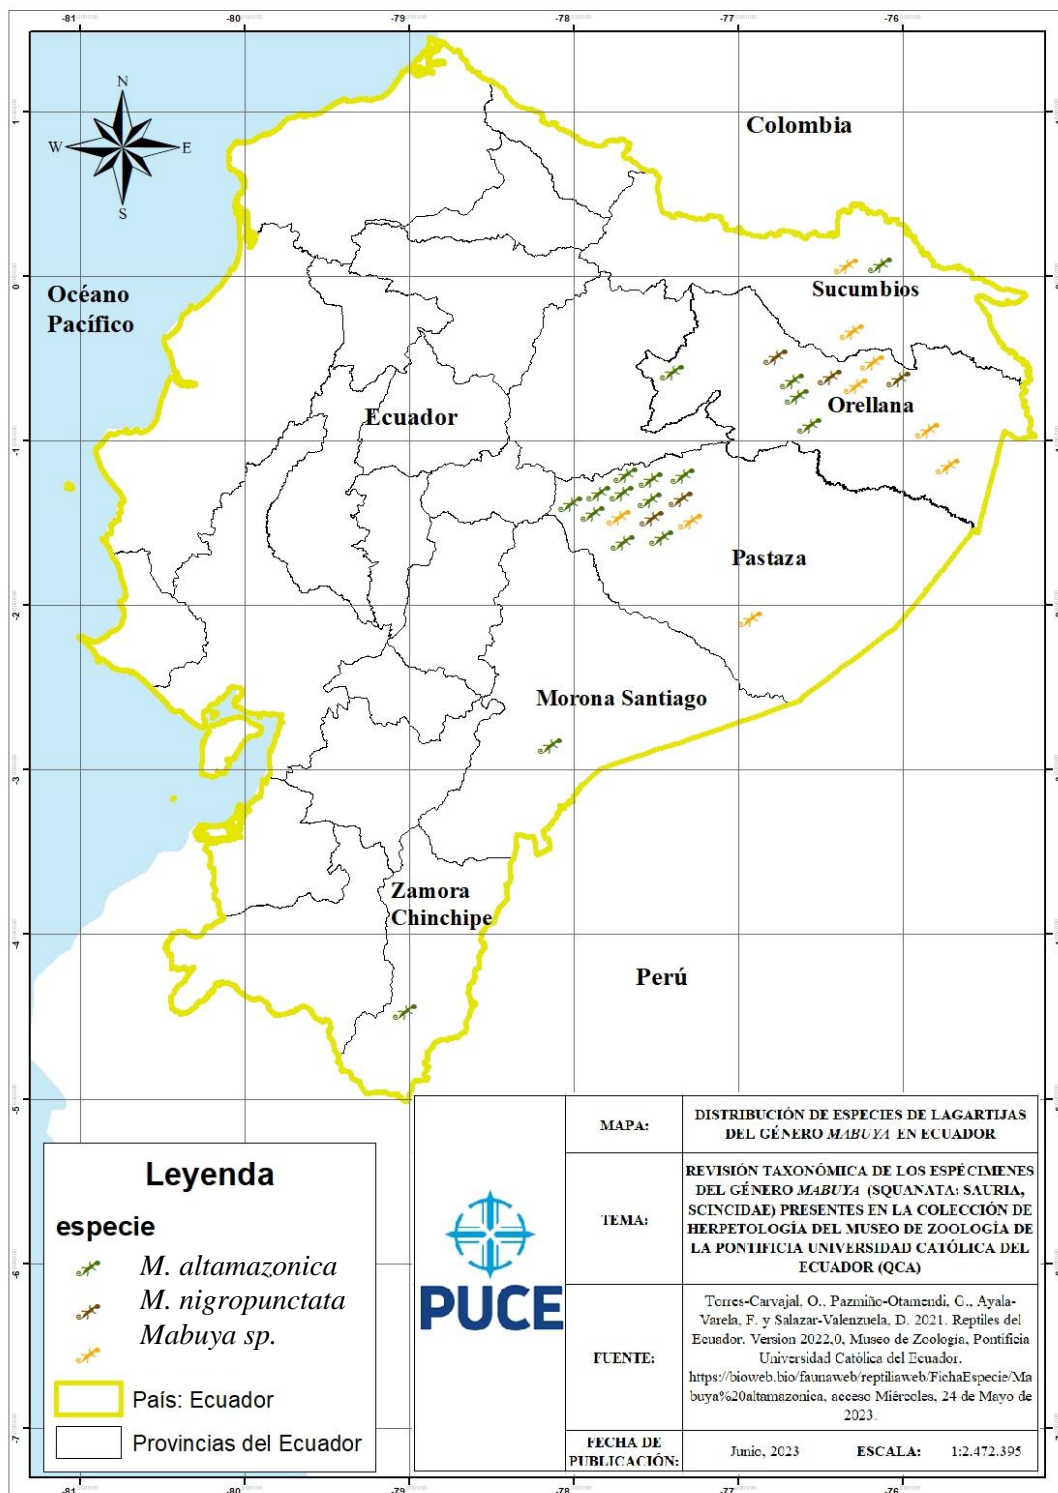 -81
-80
-79
-78
-77
-76
N
W
E
S
Colombia
Océano
Pacífico
Sucumbios
Orellana
Ecuador
Pastaza
Morona Santiago
Zamora
Chinchipe
Perú
1
0
-1
-2
-3
-4
-5
-6
-7
Leyenda
especie
M. altamazonica
M. nigropunctata
Mabuya sp.
País: Ecuador
Provincias del Ecuador
PUCE
MAPA:
DISTRIBUCIÓN DE ESPECIES DE LAGARTIJAS
DEL GÉNERO MABUYA EN ECUADOR
TEMA:
REVISIÓN TAXONÓMICA DE LOS ESPÉCIMENES
DEL GÉNERO MABUYA (SQUANATA: SAURIA,
SCINCIDAE) PRESENTES EN LA COLECCIÓN DE
HERPETOLOGÍA DEL MUSEO DE ZOOLOGÍA DE
LA PONTIFICIA UNIVERSIDAD CATÓLICA DEL
ECUADOR (QCA)
FUENTE:
Torres-Carvajal, O., Pazmiño-Otamendi, G., Ayala-
Varela, F. y Salazar-Valenzuela, D. 2021. Reptiles del
Ecuador. Version 2022.0. Museo de Zoología, Pontificia
Universidad Católica del Ecuador.
https://bioweb.bio/faunaweb/reptiliaweb/FichaEspecie/Ma
buya%20altamazonica, acceso Miércoles, 24 de Mayo de
2023.
FECHA DE
PUBLICACIÓN:
Junio, 2023
ESCALA:
1:2.472.395
-81
-80
-79
-78
-77
-76